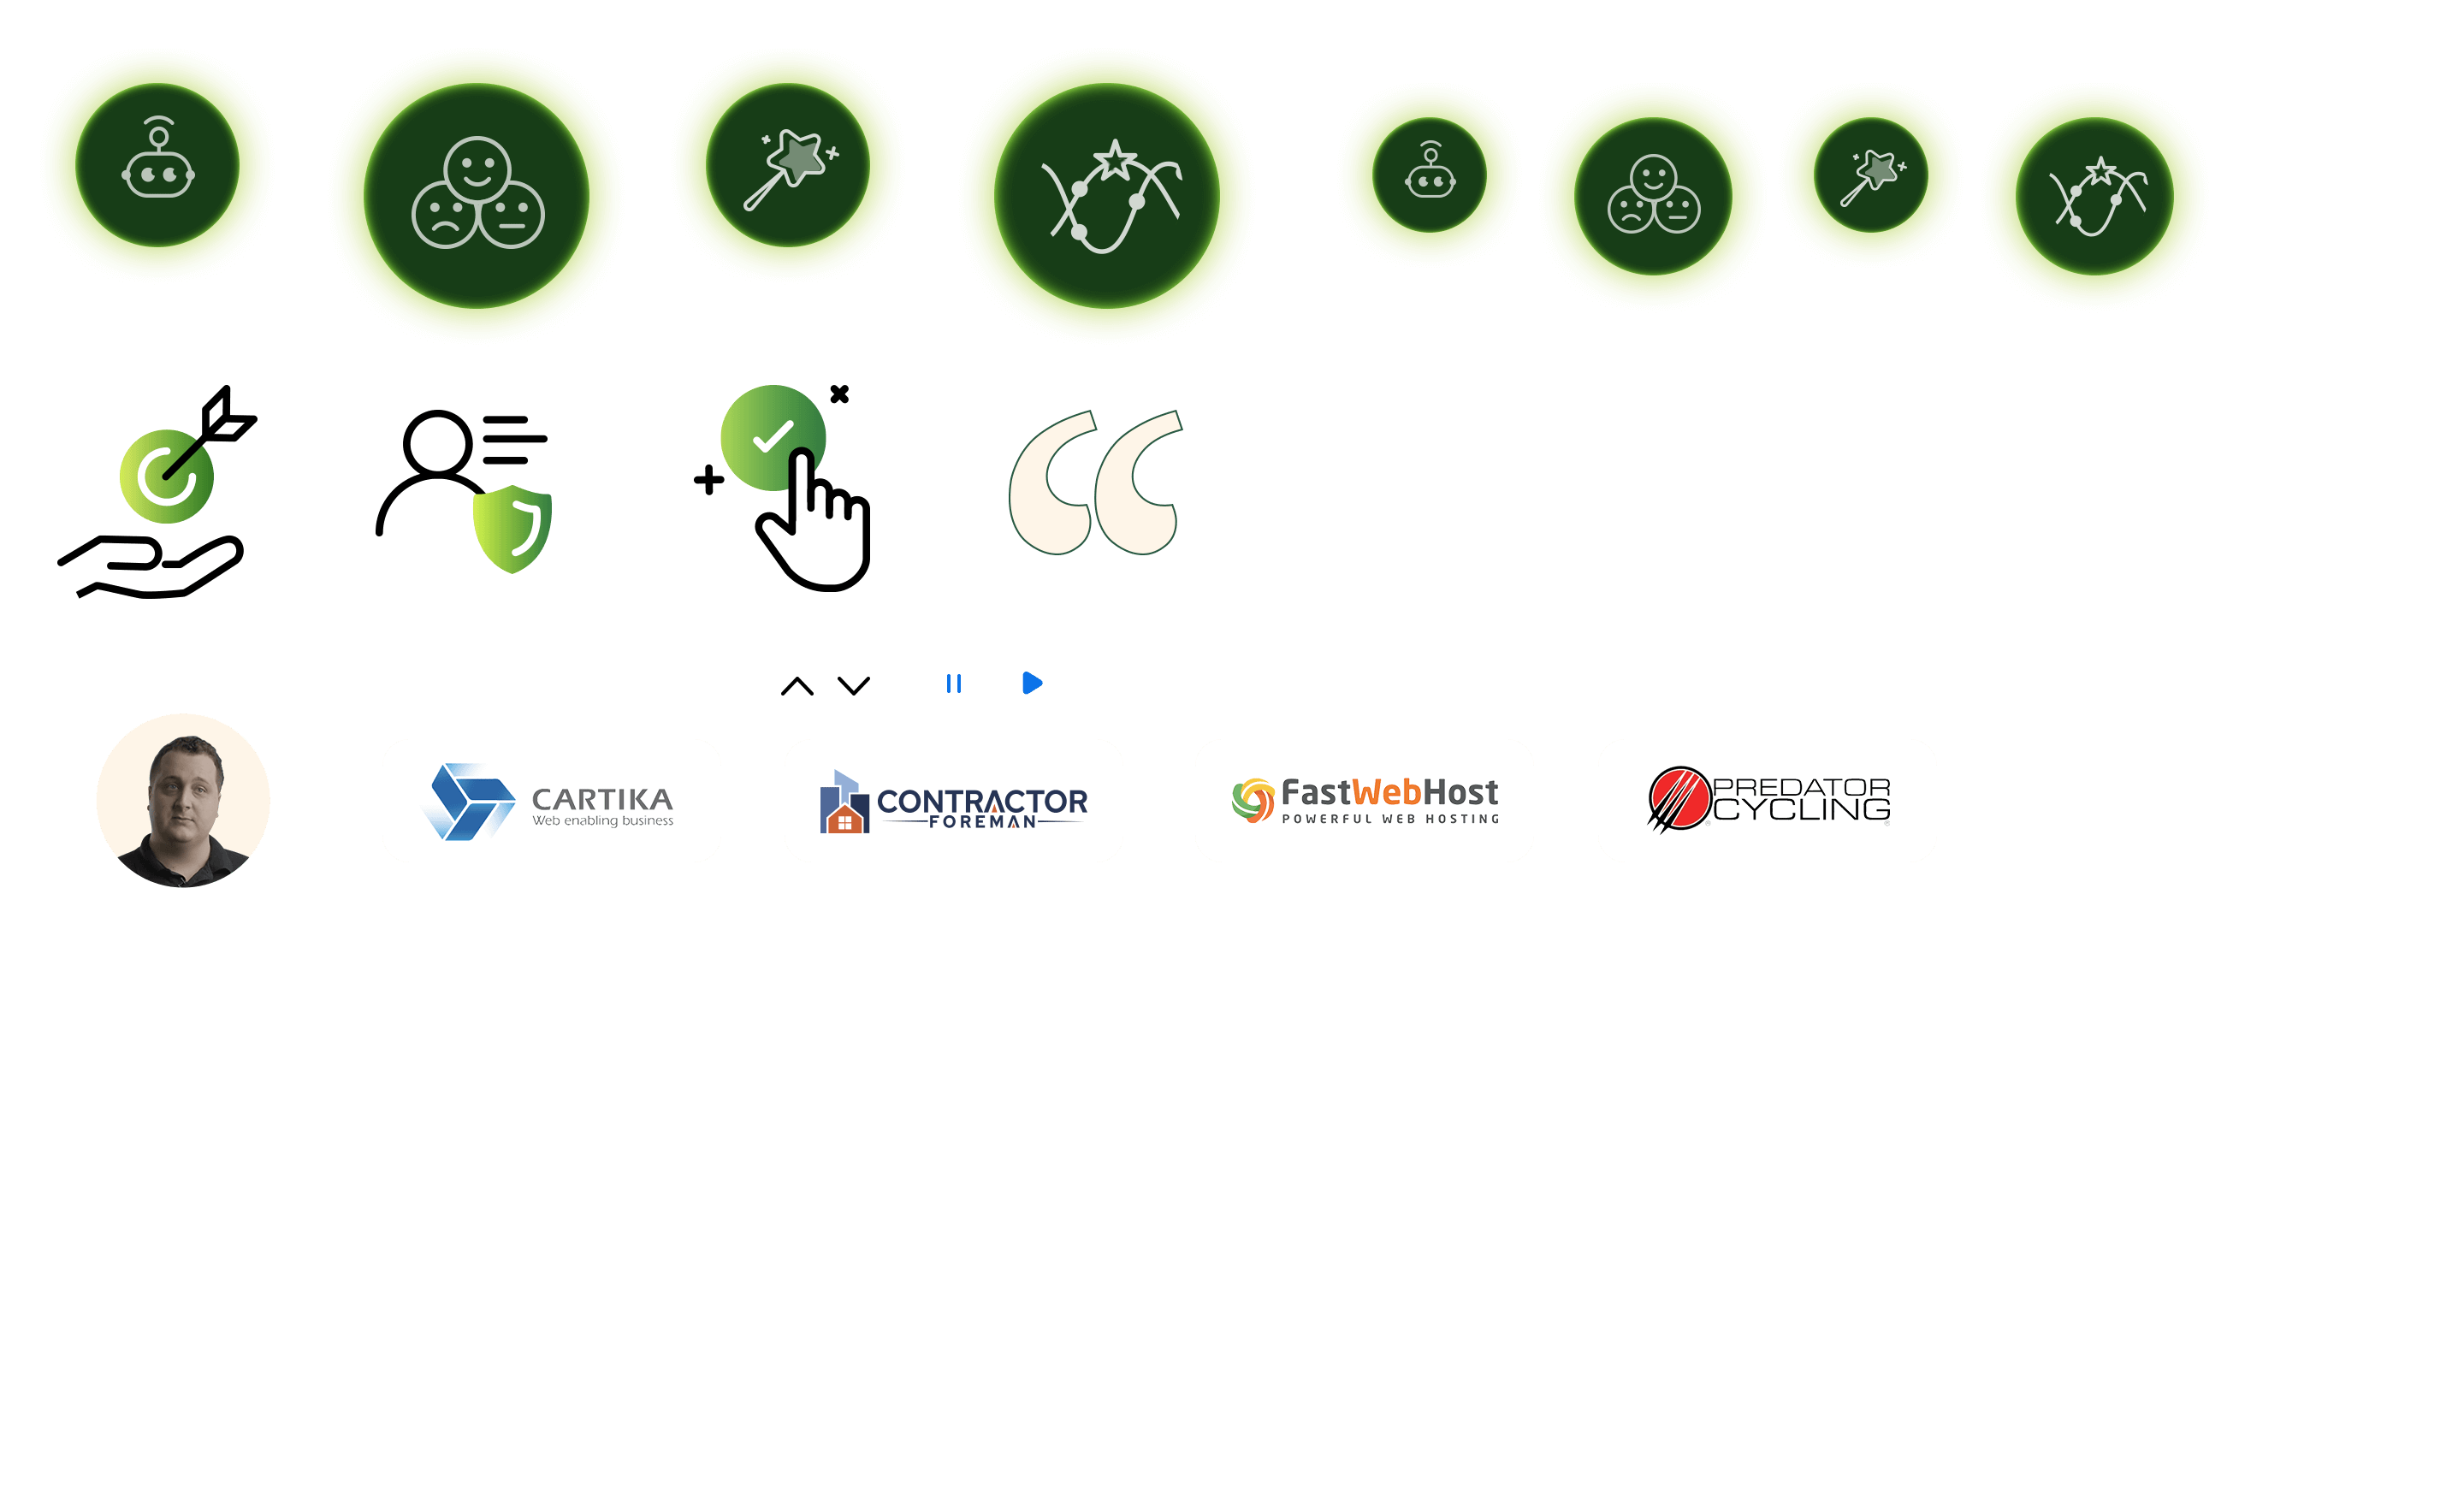 CARTIKA
Web enabling business
CONTRACTOR
FOREMAN
FastWebHost
POWERFUL WEB HOSTING
PREDATOR
CYCLING